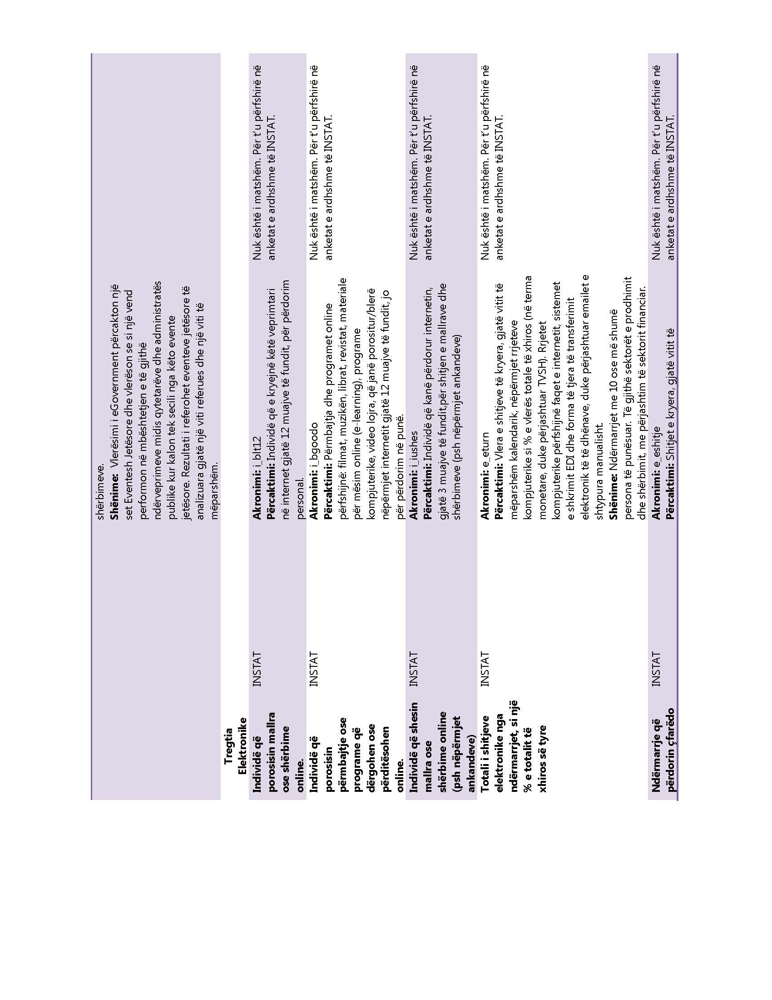 shërbimeve.
Shënime: Vlerësimi i eGovernment përcakton një
set Eventesh Jetësore dhe vlerëson se si një vend
performon në mbështetjen e të gjithë
ndërveprimeve midis qytetarëve dhe administratës
publike kur kalon tek secili nga këto evente
jetësore. Rezultati i referohet eventeve jetësore të
analizuara gjatë një viti referues dhe një viti të
mëparshëm.
Tregtia
Elektronike
Individë që
porosisin mallra
ose shërbime
online.
INSTAT
Akronimi: i_blt12
Përcaktimi: Individë që e kryejnë këtë veprimtari
në internet gjatë 12 muajve të fundit, për përdorim
personal.
Nuk është i matshëm. Për t’u përfshirë në
anketat e ardhshme të INSTAT.
Individë që
porosisin
përmbajtje ose
programe që
dërgohen ose
përditësohen
online.
INSTAT
Akronimi: i_bgoodo
Përcaktimi: Përmbajtja dhe programet online
përfshijnë: filmat, muzikën, librat, revistat, materiale
për mësim online (e-learning), programe
kompjuterike, video lojra, që janë porositur/blerë
nëpërmjet internetit gjatë 12 muajve të fundit, jo
për përdorim në punë.
Nuk është i matshëm. Për t’u përfshirë në
anketat e ardhshme të INSTAT.
Individë që shesin
mallra ose
shërbime online
(psh nëpërmjet
ankandeve)
INSTAT
Akronimi: i_iushes
Përcaktimi: Individë që kanë përdorur internetin,
gjatë 3 muajve të fundit,për shitjen e mallrave dhe
shërbimeve (psh nëpërmjet ankandeve)
Nuk është i matshëm. Për t’u përfshirë në
anketat e ardhshme të INSTAT.
Totali i shitjeve
elektronike nga
ndërmarrjet, si një
% e totalit të
xhiros së tyre
INSTAT
Akronimi: e_eturn
Përcaktimi: Vlera e shitjeve të kryera, gjatë vitit të
mëparshëm kalendarik, nëpërmjet rrjeteve
kompjuterike si % e vlerës totale të xhiros (në terma
monetare, duke përjashtuar TVSH). Rrjetet
kompjuterike përfshijnë faqet e internetit, sistemet
e shkrimit EDI dhe forma të tjera të transferimit
elektronik të të dhënave, duke përjashtuar emailet e
shtypura manualisht.
Shënime: Ndërmarrjet me 10 ose më shumë
persona të punësuar. Të gjithë sektorët e prodhimit
dhe shërbimit, me përjashtim të sektorit financiar.
Nuk është i matshëm. Për t’u përfshirë në
anketat e ardhshme të INSTAT.
Ndërmarrje që
përdorin çfarëdo
INSTAT
Akronimi: e_eshitje
Përcaktimi: Shitjet e kryera, gjatë vitit të
Nuk është i matshëm. Për t’u përfshirë në
anketat e ardhshme të INSTAT.